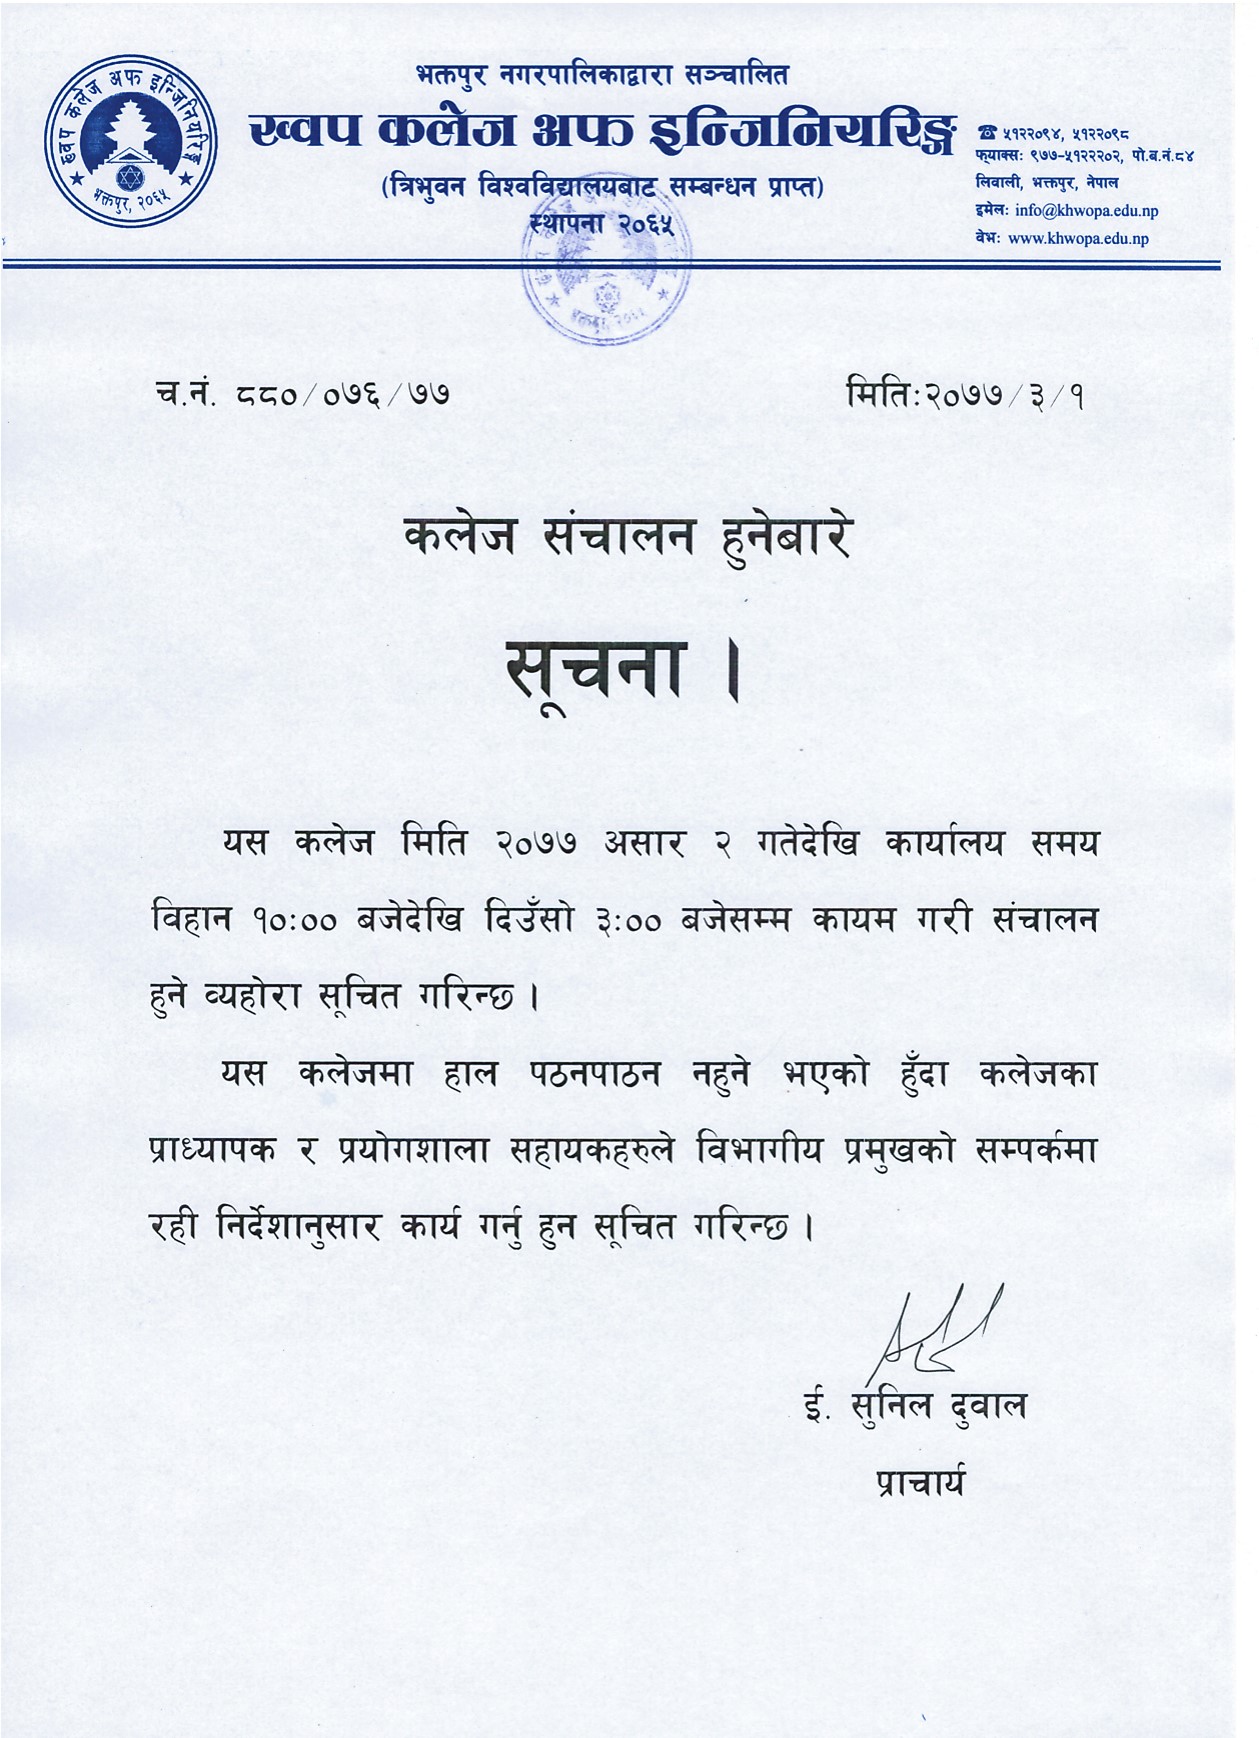 ख्वप कलेज अफ इन्जिनियरिङ्ग
भक्तपुर, २०६५
भक्तपुर नगरपालिकाद्वारा सञ्चालित
ख्वप कलेज अफ इन्जिनियरिङ्ग
(त्रिभुवन विश्वविद्यालयबाट सम्बन्धन प्राप्त)
स्थापना २०६५
☎ ५१२२०९४, ५१२२०९८
फ्याक्स: ९७७-५१२२२०२, पो.ब.नं.८४
लिवाली, भक्तपुर, नेपाल
इमेल: info@khwopa.edu.np
वेभ: www.khwopa.edu.np
च.नं. ८८०/०७६/७७
मिति:२०७७/३/१
कलेज संचालन हुनेबारे
सूचना ।
यस कलेज मिति २०७७ असार २ गतेदेखि कार्यालय समय
विहान १०:०० बजेदेखि दिउँसो ३:०० बजेसम्म कायम गरी संचालन
हुने व्यहोरा सूचित गरिन्छ ।
यस कलेजमा हाल पठनपाठन नहुने भएको हुँदा कलेजका
प्राध्यापक र प्रयोगशाला सहायकहरुले विभागीय प्रमुखको सम्पर्कमा
रही निर्देशानुसार कार्य गर्नु हुन सूचित गरिन्छ ।
ई. सुनिल दुवाल
प्राचार्य